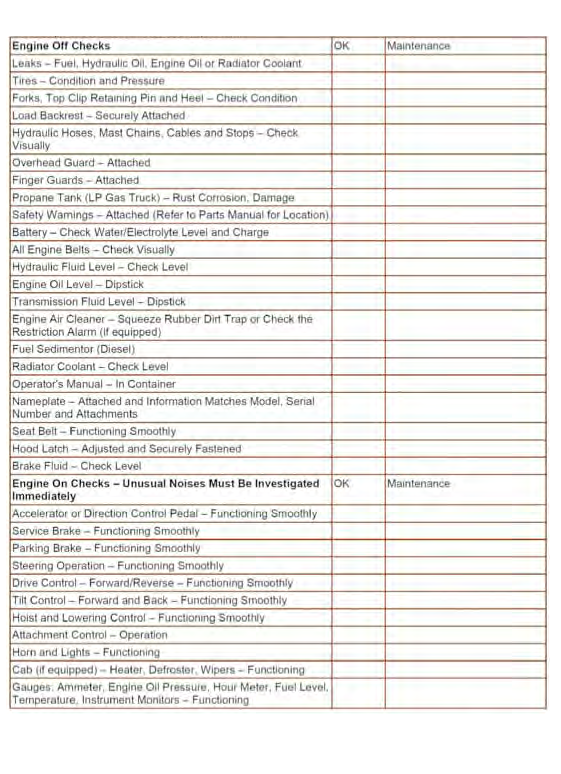 Engine Off Checks OK Maintenance
Leaks – Fuel, Hydraulic Oil, Engine Oil or Radiator Coolant
Tires – Condition and Pressure
Forks, Top Clip Retaining Pin and Heel – Check Condition
Load Backrest – Securely Attached
Hydraulic Hoses, Mast Chains, Cables and Stops – Check
Visually
Overhead Guard – Attached
Finger Guards – Attached
Propane Tank (LP Gas Truck) – Rust Corrosion, Damage
Safety Warnings – Attached (Refer to Parts Manual for Location)
Battery – Check Water/Electrolyte Level and Charge
All Engine Belts – Check Visually
Hydraulic Fluid Level – Check Level
Engine Oil Level – Dipstick
Transmission Fluid Level – Dipstick
Engine Air Cleaner – Squeeze Rubber Dirt Trap or Check the
Restriction Alarm (if equipped)
Fuel Sedimentor (Diesel)
Radiator Coolant – Check Level
Operator's Manual – In Container
Nameplate – Attached and Information Matches Model, Serial
Number and Attachments
Seat Belt – Functioning Smoothly
Hood Latch – Adjusted and Securely Fastened
Brake Fluid – Check Level
Engine On Checks – Unusual Noises Must Be Investigated OK Maintenance
Immediately
Accelerator or Direction Control Pedal – Functioning Smoothly
Service Brake – Functioning Smoothly
Parking Brake – Functioning Smoothly
Steering Operation – Functioning Smoothly
Drive Control – Forward/Reverse – Functioning Smoothly
Tilt Control – Forward and Back – Functioning Smoothly
Hoist and Lowering Control – Functioning Smoothly
Attachment Control – Operation
Horn and Lights – Functioning
Cab (if equipped) – Heater, Defroster, Wipers – Functioning
Gauges: Ammeter, Engine Oil Pressure, Hour Meter, Fuel Level,
Temperature, Instrument Monitors – Functioning